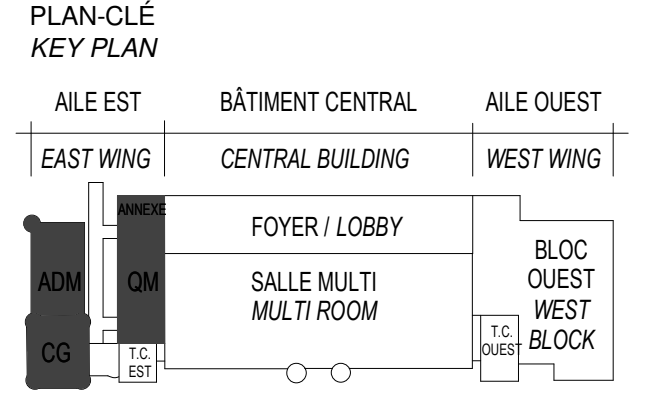 PLAN-CLÉ
KEY PLAN
AILE EST
BÂTIMENT CENTRAL
AILE OUEST
EAST WING
CENTRAL BUILDING
WEST WING
ANNEXE
FOYER / LOBBY
ADM
QM
SALLE MULTI
MULTI ROOM
BLOC
OUEST
WEST
BLOCK
CG
T.C.
EST
T.C.
OUEST